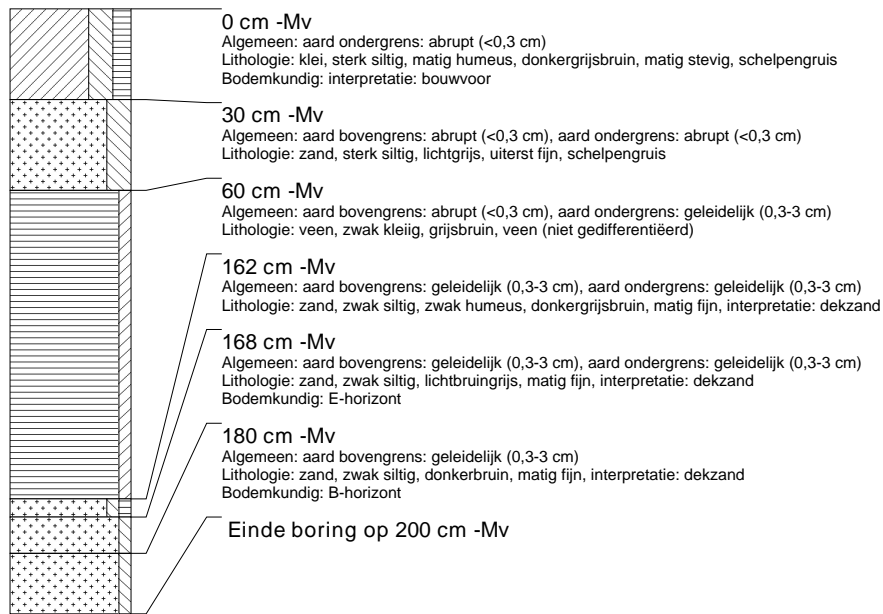 0 cm -Mv
Algemeen: aard ondergrens: abrupt (<0,3 cm)
Lithologie: klei, sterk siltig, matig humeus, donkergrijsbruin, matig stevig, schelpengruis
Bodemkundig: interpretatie: bouwvoor
30 cm -Mv
Algemeen: aard bovengrens: abrupt (<0,3 cm), aard ondergrens: abrupt (<0,3 cm)
Lithologie: zand, sterk siltig, lichtgrijs, uiterst fijn, schelpengruis
60 cm -Mv
Algemeen: aard bovengrens: abrupt (<0,3 cm), aard ondergrens: geleidelijk (0,3-3 cm)
Lithologie: veen, zwak kleiig, grijsbruin, veen (niet gedifferentiëerd)
162 cm -Mv
Algemeen: aard bovengrens: geleidelijk (0,3-3 cm), aard ondergrens: geleidelijk (0,3-3 cm)
Lithologie: zand, zwak siltig, zwak humeus, donkergrijsbruin, matig fijn, interpretatie: dekzand
168 cm -Mv
Algemeen: aard bovengrens: geleidelijk (0,3-3 cm), aard ondergrens: geleidelijk (0,3-3 cm)
Lithologie: zand, zwak siltig, lichtbruingrijs, matig fijn, interpretatie: dekzand
Bodemkundig: E-horizont
180 cm -Mv
Algemeen: aard bovengrens: geleidelijk (0,3-3 cm)
Lithologie: zand, zwak siltig, donkerbruin, matig fijn, interpretatie: dekzand
Bodemkundig: B-horizont
Einde boring op 200 cm -Mv